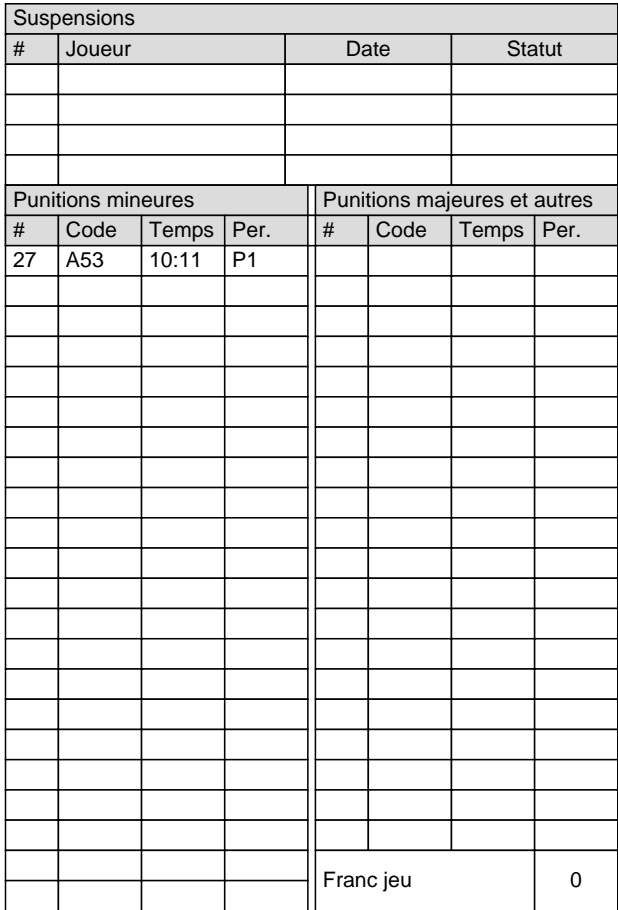 Suspensions
# Joueur Date Statut
Punitions mineures Punitions majeures et autres
# Code Temps Per. # Code Temps Per.
27 A53 10:11 P1
Franc jeu 0